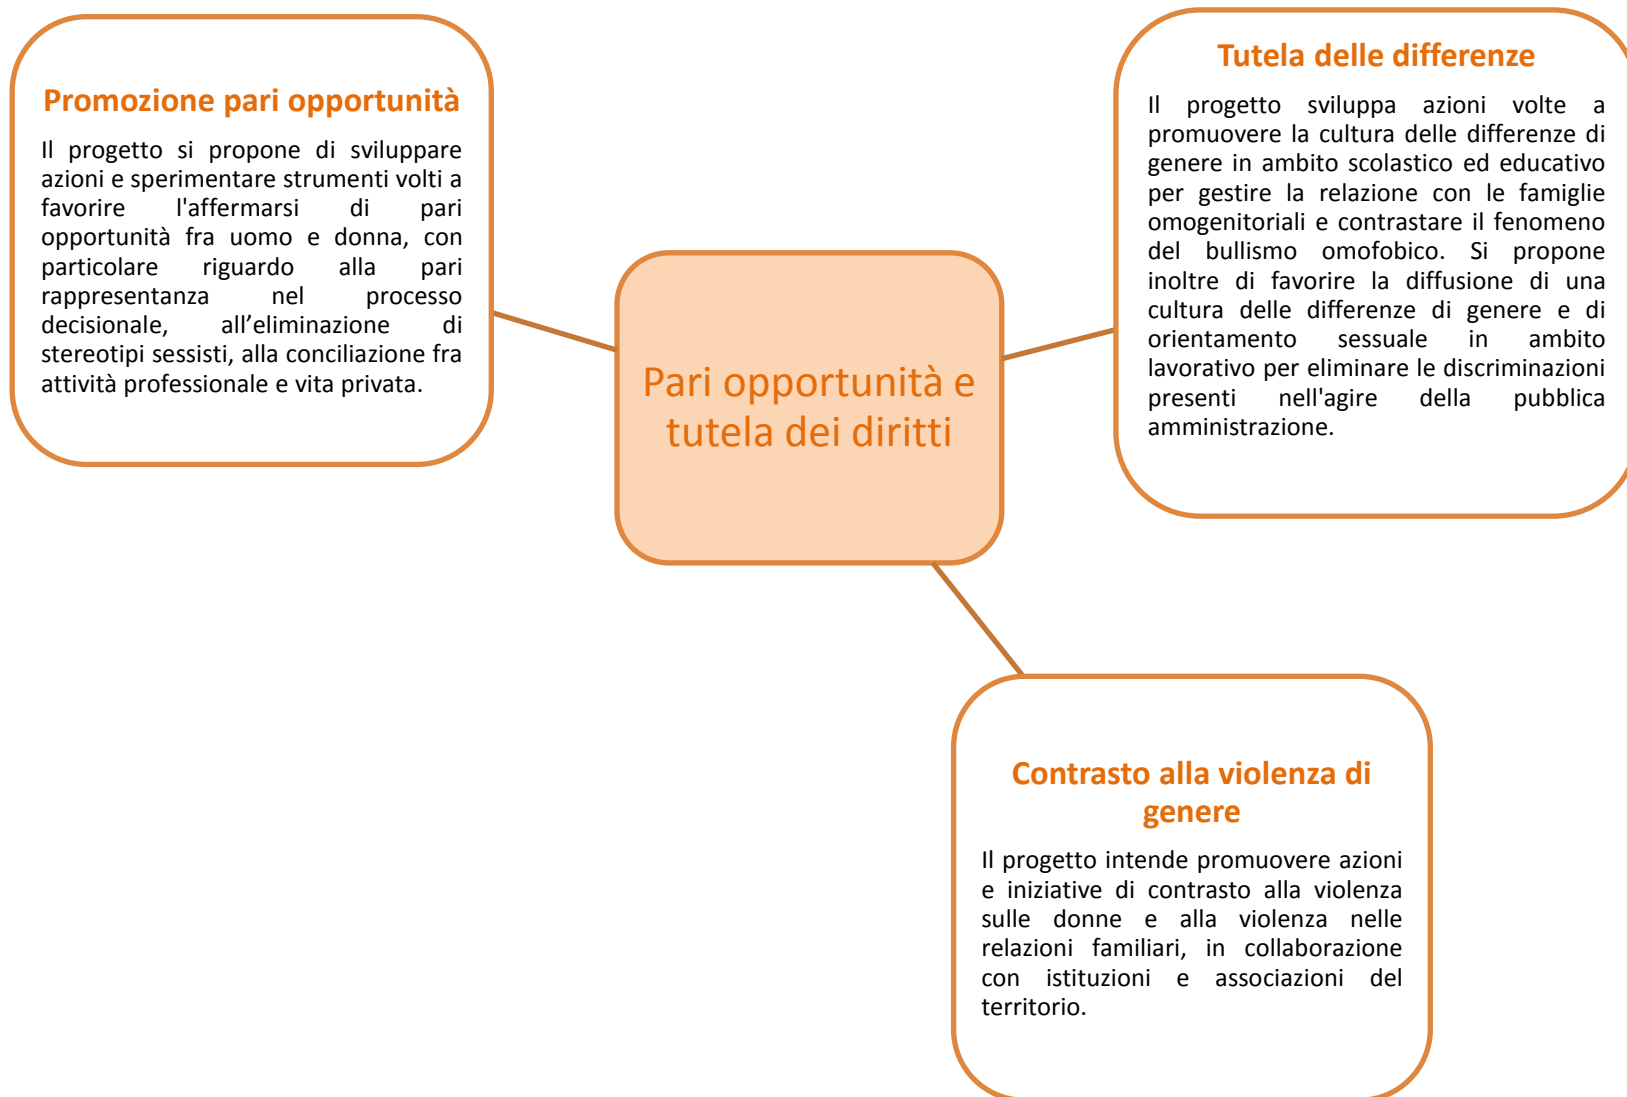 Promozione pari opportunità
Il progetto si propone di sviluppare
azioni e sperimentare strumenti volti a
favorire l'affermarsi di pari
opportunità fra uomo e donna, con
particolare riguardo alla pari
rappresentanza nel processo
decisionale, all’eliminazione di
stereotipi sessisti, alla conciliazione fra
attività professionale e vita privata.
Pari opportunità e
tutela dei diritti
Tutela delle differenze
Il progetto sviluppa azioni volte a
promuovere la cultura delle differenze di
genere in ambito scolastico ed educativo
per gestire la relazione con le famiglie
omogenitoriali e contrastare il fenomeno
del bullismo omofobico. Si propone
inoltre di favorire la diffusione di una
cultura delle differenze di genere e di
orientamento sessuale in ambito
lavorativo per eliminare le discriminazioni
presenti nell'agire della pubblica
amministrazione.
Contrasto alla violenza di
genere
Il progetto intende promuovere azioni
e iniziative di contrasto alla violenza
sulle donne e alla violenza nelle
relazioni familiari, in collaborazione
con istituzioni e associazioni del
territorio.